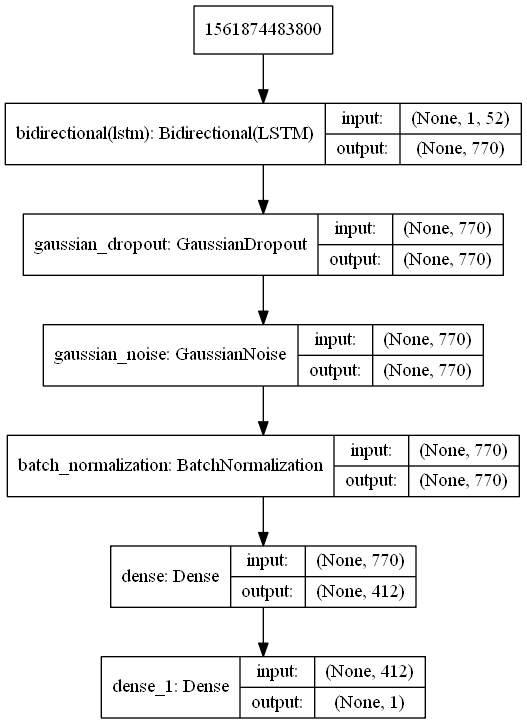 1561874483800
bidirectional(lstm): Bidirectional(LSTM)
input:
(None, 1, 52)
output:
(None, 770)
gaussian_dropout: GaussianDropout
input:
(None, 770)
output:
(None, 770)
gaussian_noise: GaussianNoise
input:
(None, 770)
output:
(None, 770)
batch_normalization: BatchNormalization
input:
(None, 770)
output:
(None, 770)
dense: Dense
input:
(None, 770)
output:
(None, 412)
dense_1: Dense
input:
(None, 412)
output:
(None, 1)